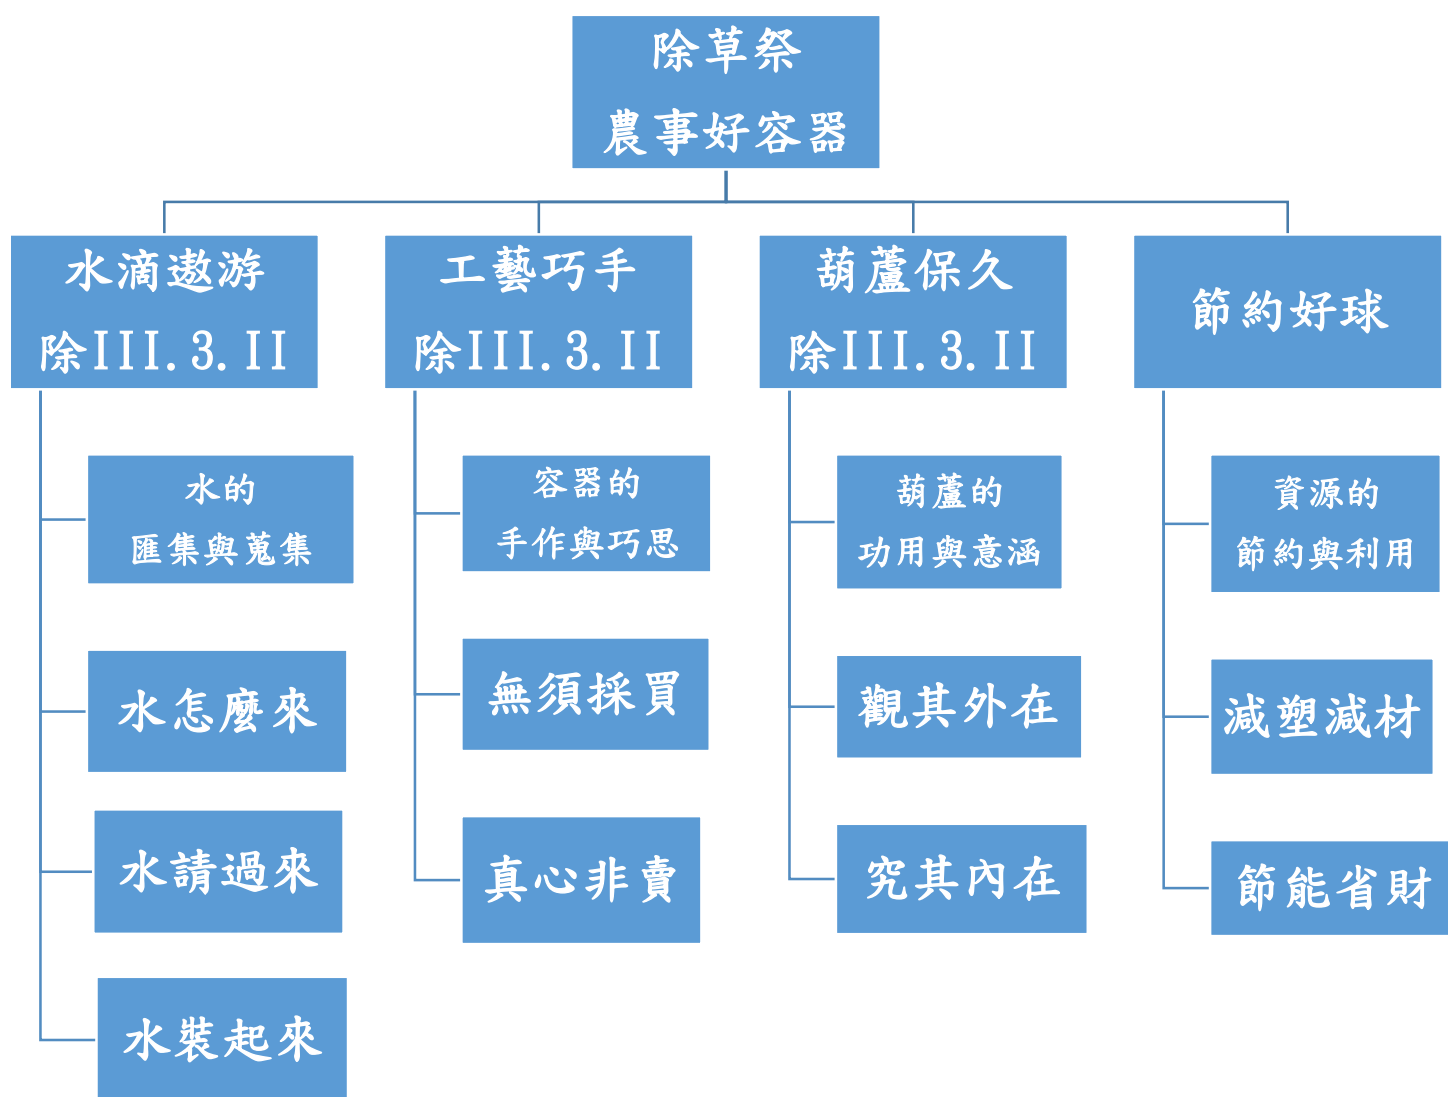 除草祭
農事好容器
水滴遨游
除III.3.II
水的
匯集與蒐集
水怎麼來
水請過來
水裝起來
工藝巧手
除III.3.II
容器的
手作與巧思
無須採買
真心非賣
葫蘆保久
除III.3.II
葫蘆的
功用與意涵
觀其外在
究其內在
節約好球
資源的
節約與利用
減塑減材
節能省財